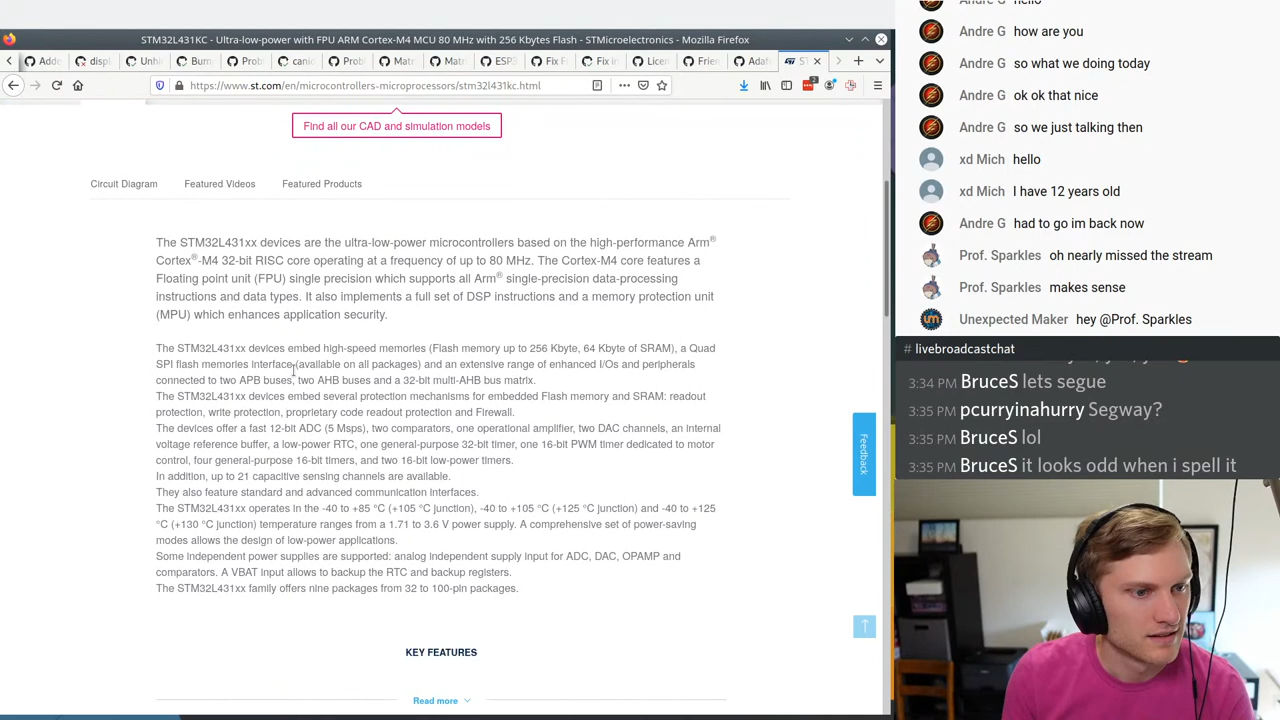 STM32L431KC - Ultra-low-power with FPU ARM Cortex-M4 MCU 80 MHz with 256 Kbytes Flash - STMicroelectronics - Mozilla Firefox
Adde
displ
Unh
Bum
Probl
canic
Prob
Matr
Matr
ESP3
Fix F
Fix in
Licen
Frie
Adaf
ST
https://www.st.com/en/microcontrollers-microprocessors/stm32l431kc.html
2
Find all our CAD and simulation models
Circuit Diagram
Featured Videos
Featured Products
The STM32L431xx devices are the ultra-low-power microcontrollers based on the high-performance Arm®
Cortex®-M4 32-bit RISC core operating at a frequency of up to 80 MHz. The Cortex-M4 core features a
Floating point unit (FPU) single precision which supports all Arm® single-precision data-processing
instructions and data types. It also implements a full set of DSP instructions and a memory protection unit
(MPU) which enhances application security.
The STM32L431xx devices embed high-speed memories (Flash memory up to 256 Kbyte, 64 Kbyte of SRAM), a Quad
SPI flash memories interface (available on all packages) and an extensive range of enhanced I/Os and peripherals
connected to two APB buses, two AHB buses and a 32-bit multi-AHB bus matrix.
The STM32L431xx devices embed several protection mechanisms for embedded Flash memory and SRAM: readout
protection, write protection, proprietary code readout protection and Firewall.
The devices offer a fast 12-bit ADC (5 Msps), two comparators, one operational amplifier, two DAC channels, an internal
voltage reference buffer, a low-power RTC, one general-purpose 32-bit timer, one 16-bit PWM timer dedicated to motor
control, four general-purpose 16-bit timers, and two 16-bit low-power timers.
In addition, up to 21 capacitive sensing channels are available.
They also feature standard and advanced communication interfaces.
The STM32L431xx operates in the -40 to +85 °C (+105 °C junction), -40 to +105 °C (+125 °C junction) and -40 to +125
°C (+130 °C junction) temperature ranges from a 1.71 to 3.6 V power supply. A comprehensive set of power-saving
modes allows the design of low-power applications.
Some independent power supplies are supported: analog independent supply input for ADC, DAC, OPAMP and
comparators. A VBAT input allows to backup the RTC and backup registers.
The STM32L431xx family offers nine packages from 32 to 100-pin packages.
KEY FEATURES
Read more
Feedback
Andre G hello
Andre G how are you
Andre G so what we doing today
Andre G ok ok that nice
Andre G so we just talking then
xd Mich hello
xd Mich I have 12 years old
Andre G had to go im back now
Prof. Sparkles oh nearly missed the stream
Prof. Sparkles makes sense
Unexpected Maker hey @Prof. Sparkles
# livebroadcastchat
3:34 PM BruceS lets segue
3:35 PM pcurryinahurry Segway?
3:35 PM BruceS lol
3:35 PM BruceS it looks odd when i spell it